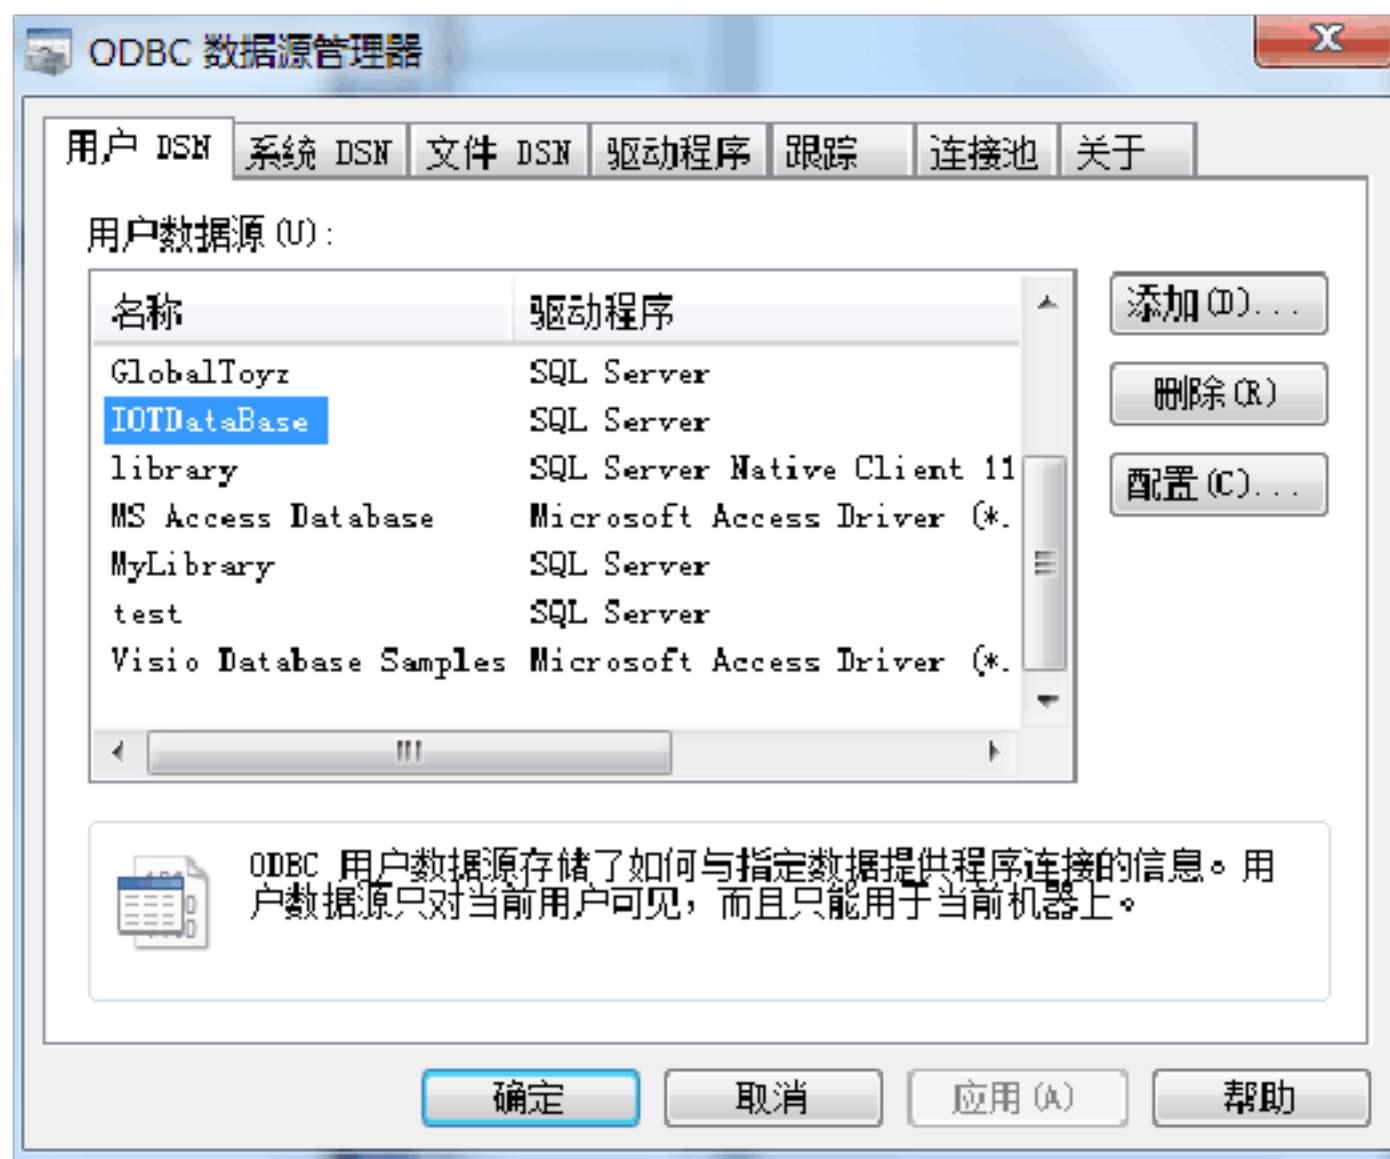 ODBC 数据源管理器
用户 DSN 系统 DSN 文件 DSN 驱动程序 跟踪 连接池 关于
用户数据源(U):
名称 驱动程序
GlobalToyz SQL Server
IOTDataBase SQL Server
library SQL Server Native Client 11
MS Access Database Microsoft Access Driver (*.
MyLibrary SQL Server
test SQL Server
Visio Database Samples Microsoft Access Driver (*.
添加(D)...
删除(R)
配置(C)...
ODBC 用户数据源存储了如何与指定数据提供程序连接的信息。用
户数据源只对当前用户可见，而且只能用于当前机器上。
确定 取消 应用(A) 帮助